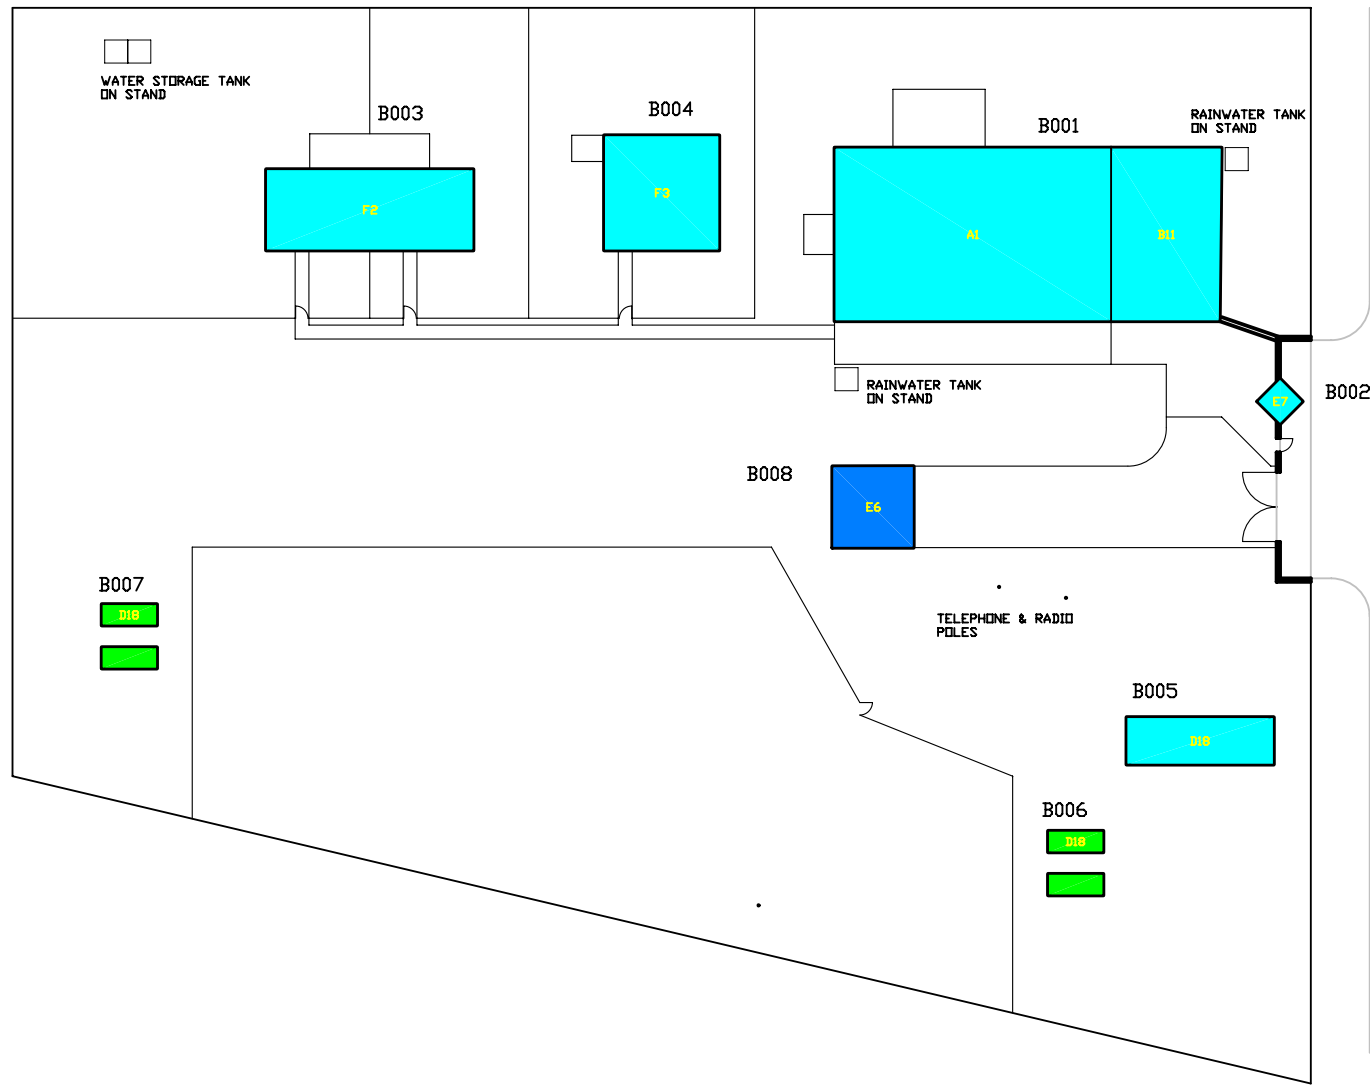 WATER STORAGE TANK
ON STAND
B003
B004
B001
RAINWATER TANK
ON STAND
F2
F3
A1
B11
RAINWATER TANK
ON STAND
E7
B002
B008
E6
B007
D18
TELEPHONE & RADIO
POLES
B005
D18
B006
D18